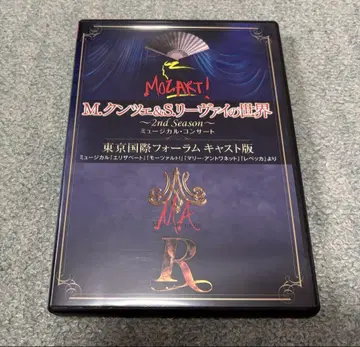 MOZART!
M.クンツェ&S.リーヴァイの世界
～2nd Season～
ミュージカル・コンサート
東京国際フォーラム キャスト版
ミュージカル「エリザベート」「モーツァルト!」「マリー・アントワネット」「レベッカ」より
MA
R